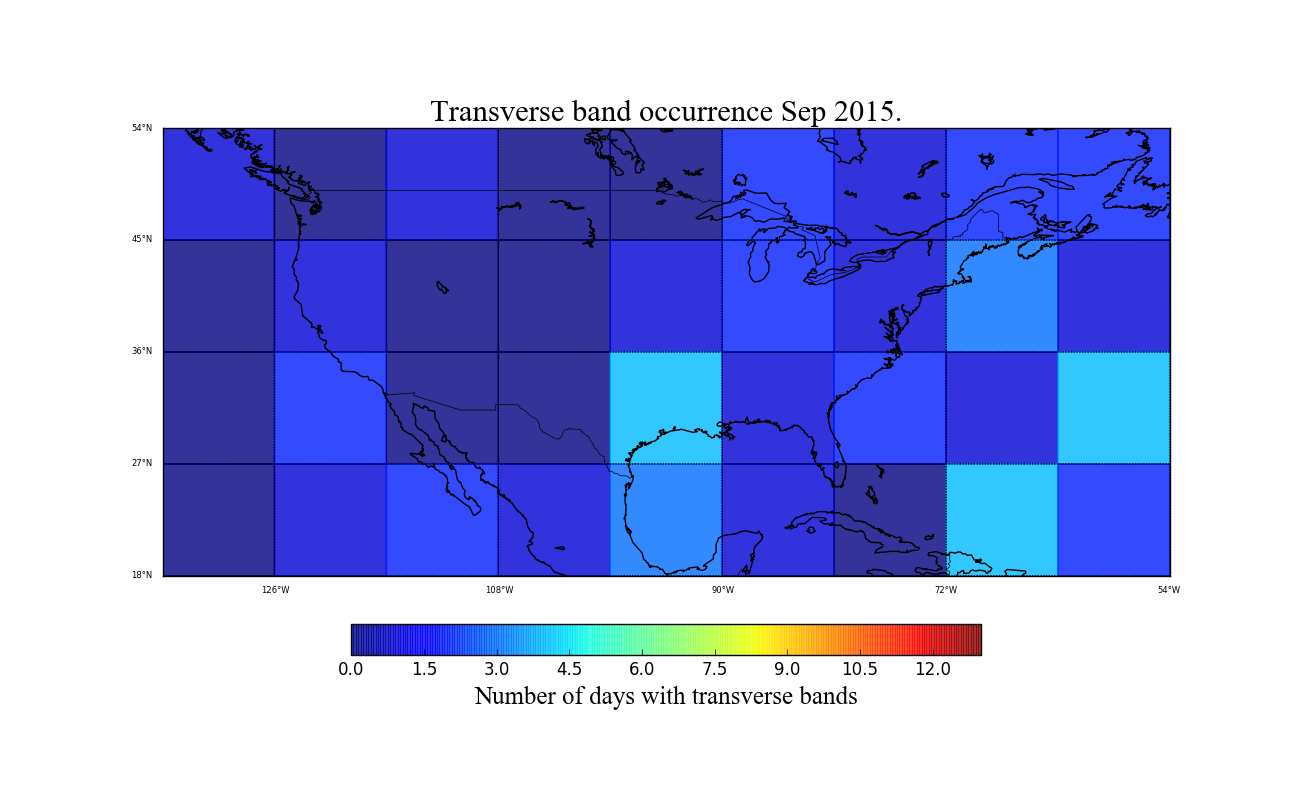 Transverse band occurrence Sep 2015.
54°N
45°N
36°N
27°N
18°N
126°W 108°W 90°W 72°W 54°W
0.0 1.5 3.0 4.5 6.0 7.5 9.0 10.5 12.0
Number of days with transverse bands